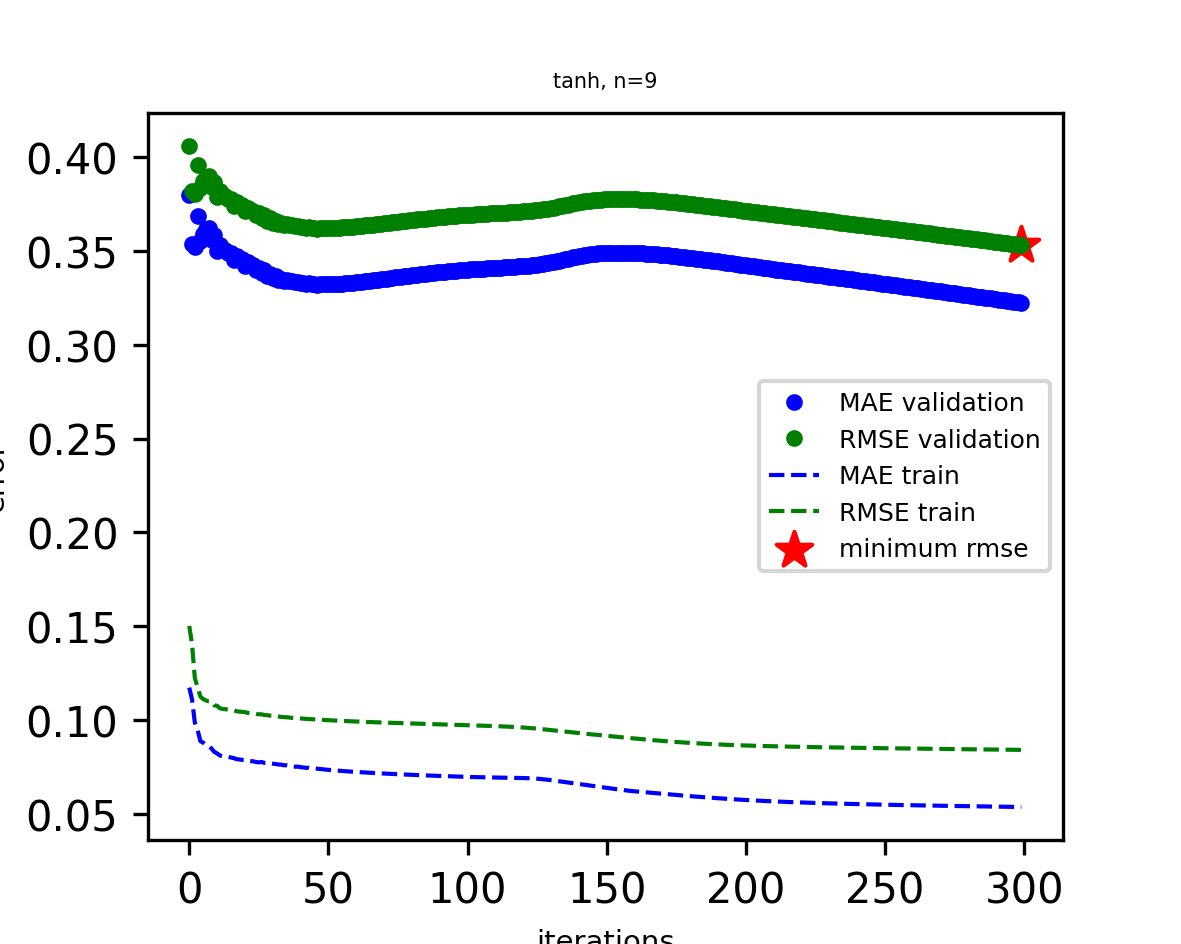 tanh, n=9
0.40
0.35
0.30
0.25
0.20
0.15
0.10
0.05
MAE validation
RMSE validation
MAE train
RMSE train
minimum rmse
0 50 100 150 200 250 300
iterations